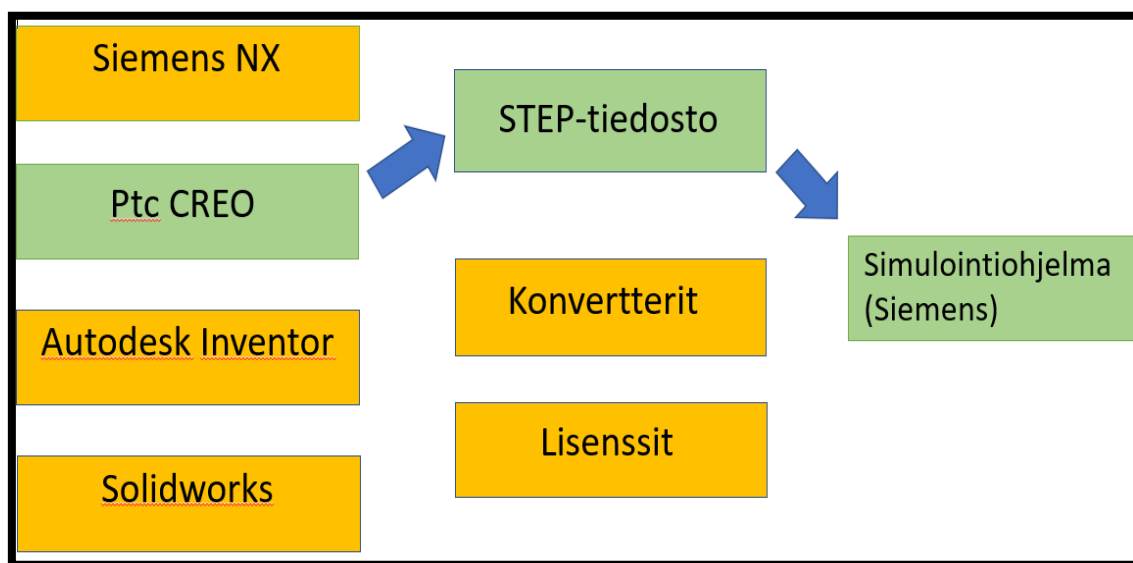 Siemens NX
Ptc CREO
Autodesk Inventor
Solidworks
STEP-tiedosto
Konvertterit
Lisenssit
Simulointiohjelma
(Siemens)